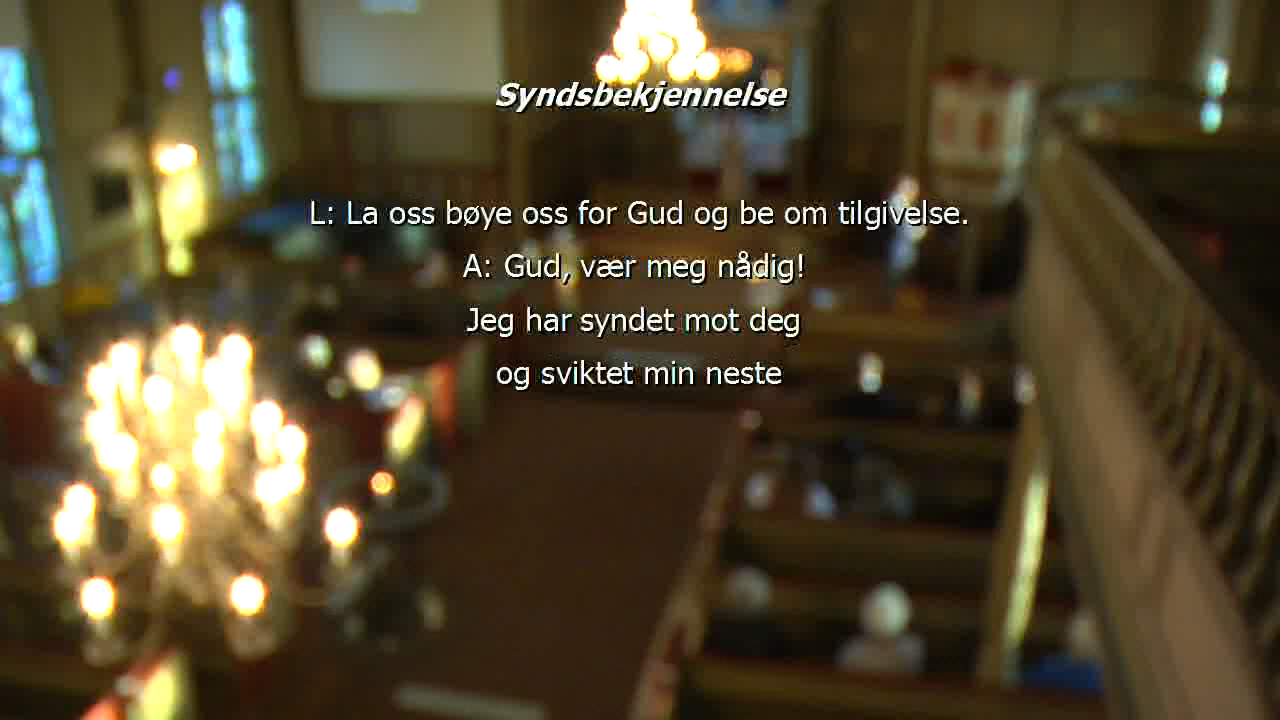 Syndsbekjennelse
L: La oss bøye oss for Gud og be om tilgivelse.
A: Gud, vær meg nådig!
Jeg har syndet mot deg
og sviktet min neste